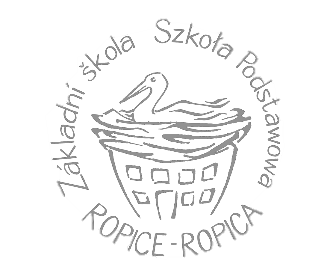 Základní škola Szkoła Podstawowa
ROPICE-ROPICA